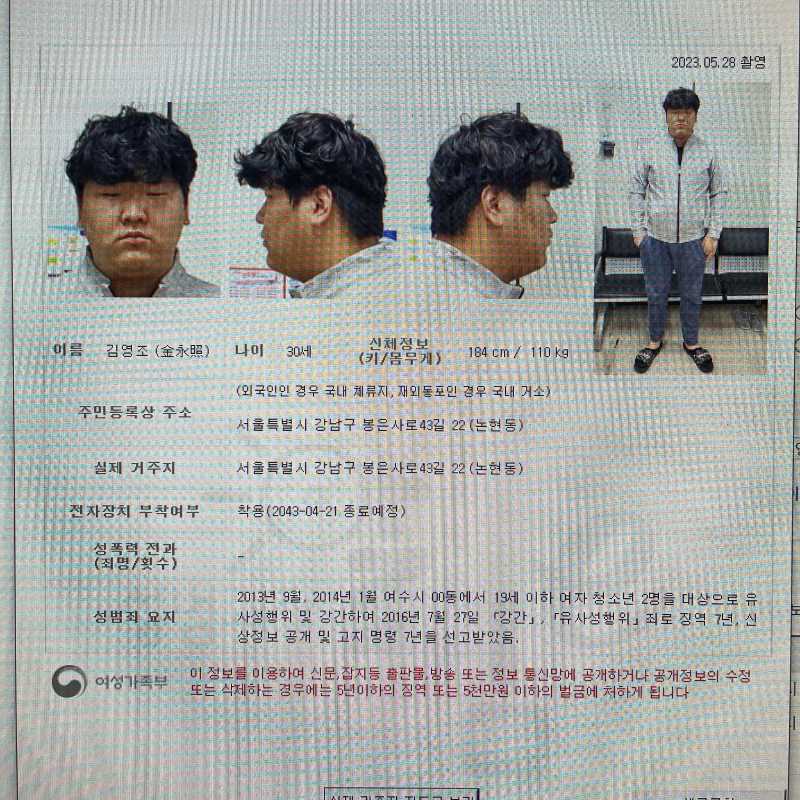 2023.05.28 촬영
이름 김영조 (金永照) 나이 30세 신체정보 (키/몸무게) 184 cm / 110 kg
(외국인인 경우 국내 체류지, 재외동포인 경우 국내 거소)
주민등록상 주소
서울특별시 강남구 봉은사로43길 22 (논현동)
실제 거주지 서울특별시 강남구 봉은사로43길 22 (논현동)
전자장치 부착여부 착용(2043-04-21 종료예정)
성폭력 전과
(죄명/횟수) -
2013년 9월, 2014년 1월 여수시 00동에서 19세 이하 여자 청소년 2명을 대상으로 유
성범죄 요지 사성행위 및 강간하여 2016년 7월 27일 「강간」, 「유사성행위」 죄로 징역 7년, 신
상정보 공개 및 고지 명령 7년을 선고받았음.
여성가족부
이 정보를 이용하여 신문,잡지등 출판물,방송 또는 정보 통신망에 공개하거나 공개정보의 수정
또는 삭제하는 경우에는 5년이하의 징역 또는 5천만원 이하의 벌금에 처하게 됩니다